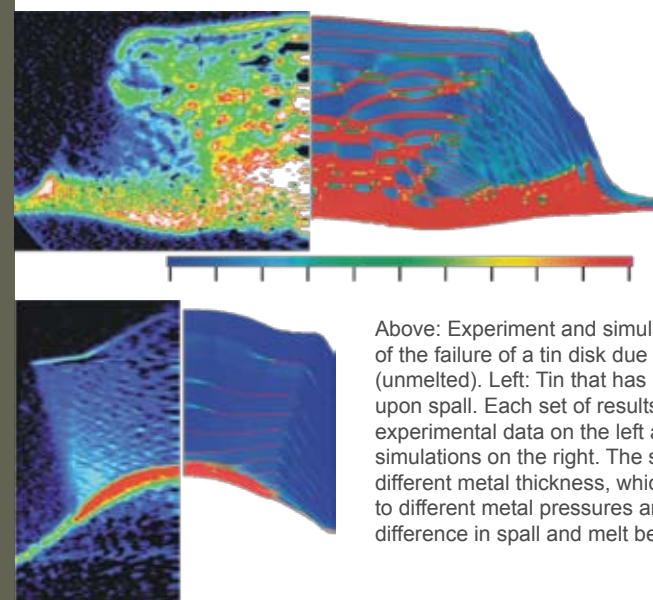 Above: Experiment and simul
of the failure of a tin disk due
(unmelted). Left: Tin that has
upon spall. Each set of results
experimental data on the left a
simulations on the right. The s
different metal thickness, whic
to different metal pressures an
difference in spall and melt be